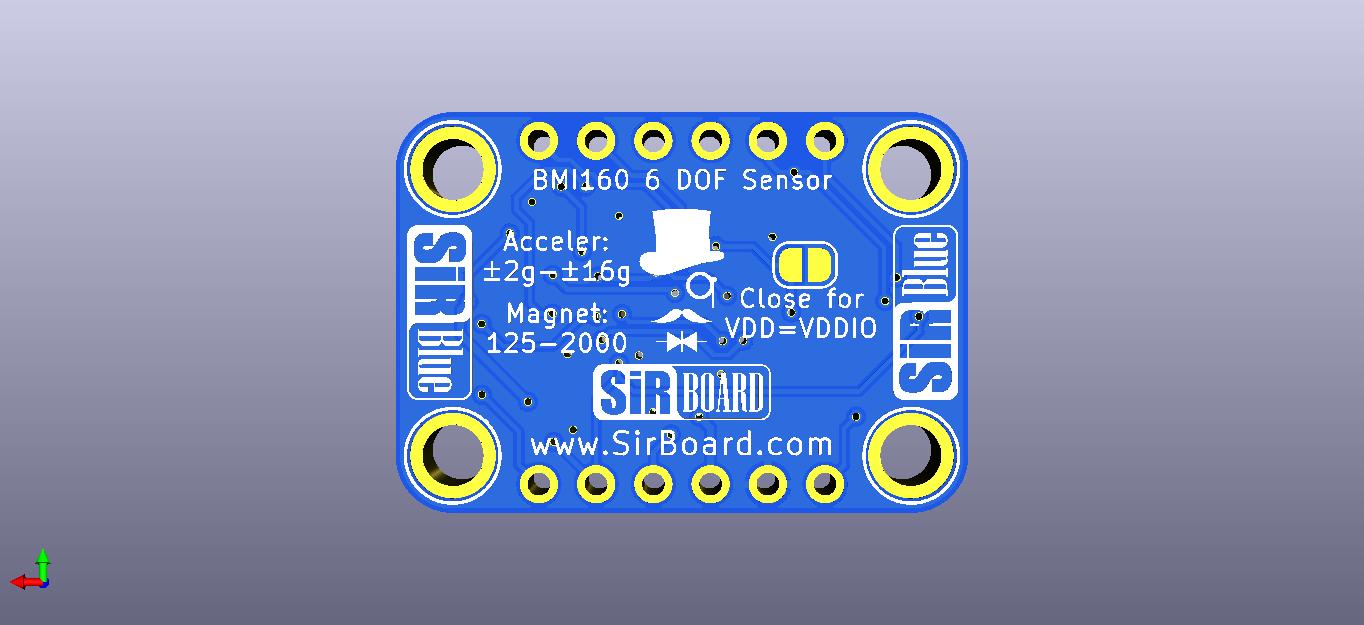 BMI160 6 DOF Sensor
Acceler:
±2g-±16g
Magnet:
125-2000
Close for
VDD=VDDIO
SiR Blue
SiR Blue
SiR BOARD
www.SirBoard.com